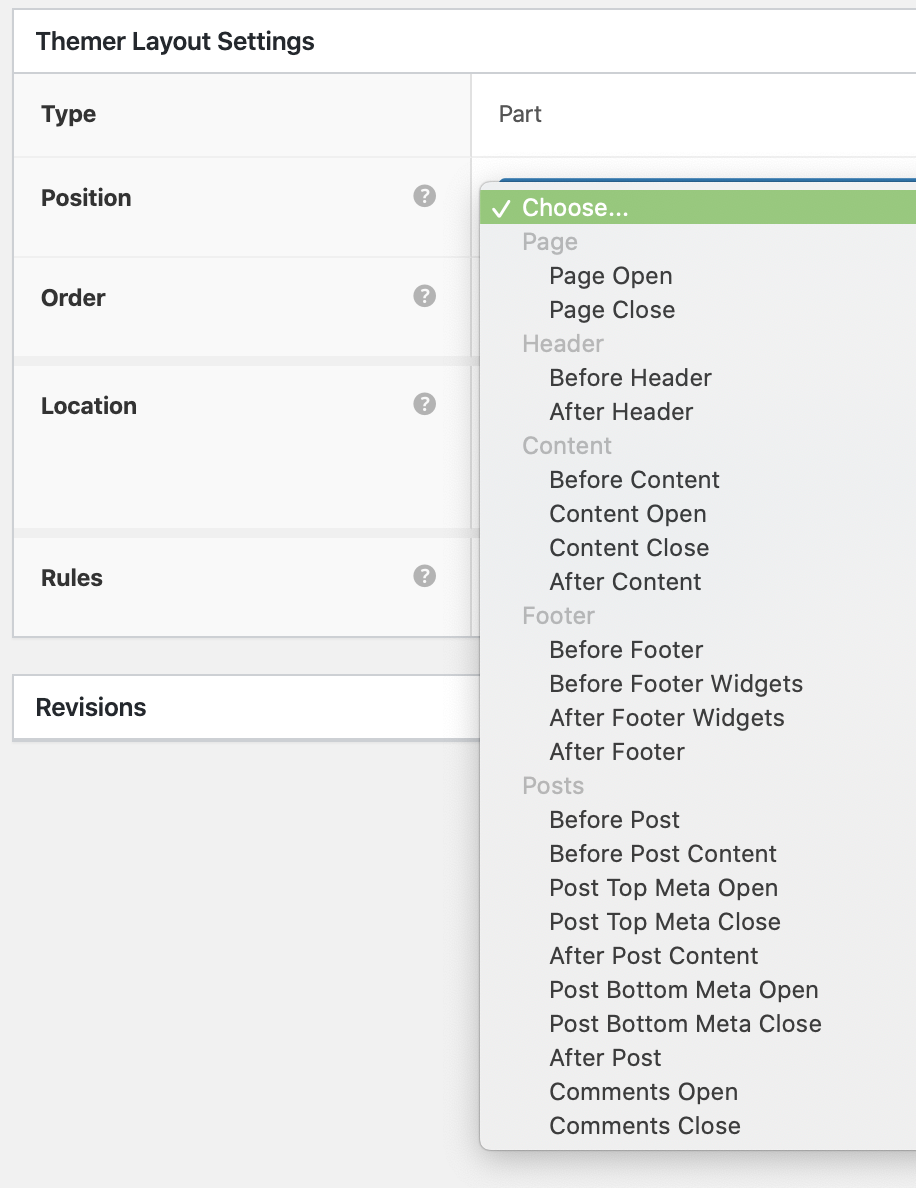 Themer Layout Settings
Type
Part
Position
?
Order
?
Location
?
Rules
?
Revisions
✓ Choose...
Page
Page Open
Page Close
Header
Before Header
After Header
Content
Before Content
Content Open
Content Close
After Content
Footer
Before Footer
Before Footer Widgets
After Footer Widgets
After Footer
Posts
Before Post
Before Post Content
Post Top Meta Open
Post Top Meta Close
After Post Content
Post Bottom Meta Open
Post Bottom Meta Close
After Post
Comments Open
Comments Close